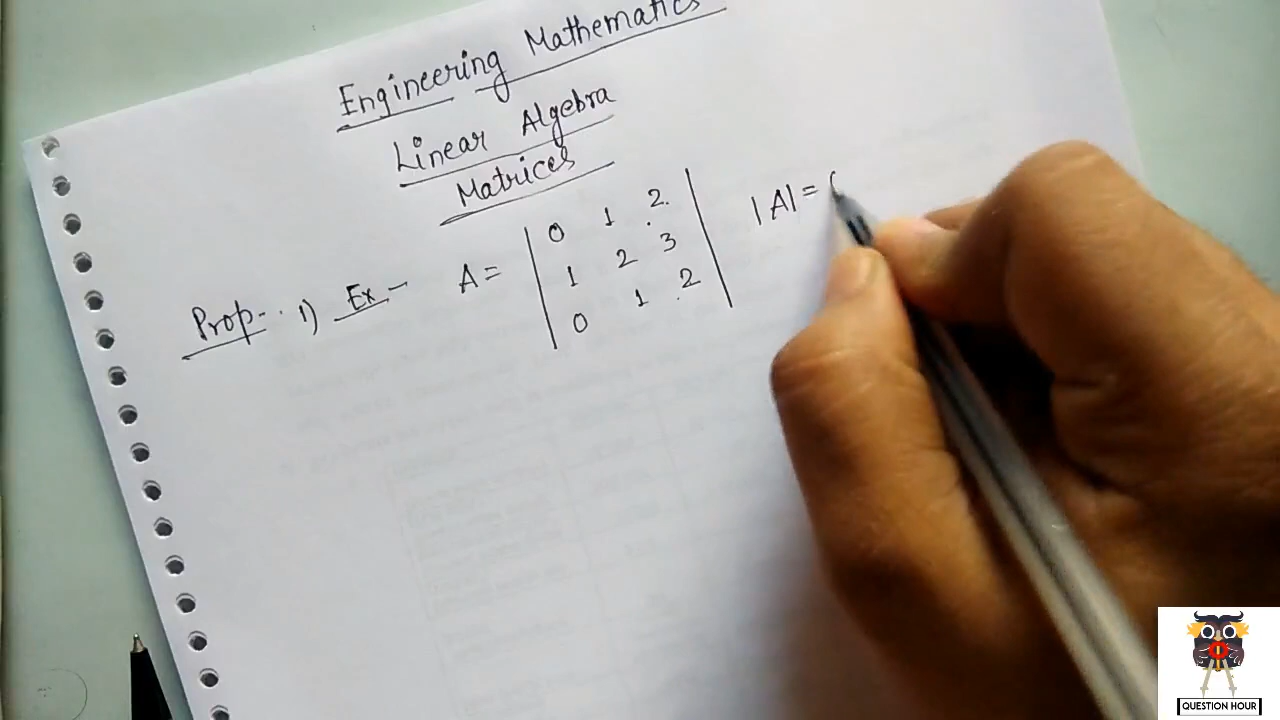 Engineering Mathematics
Linear Algebra
Matrices
Prop. 1) Ex - A = | 0 1 2 | |A| =
1 2 3
0 1 2
QUESTION HOUR